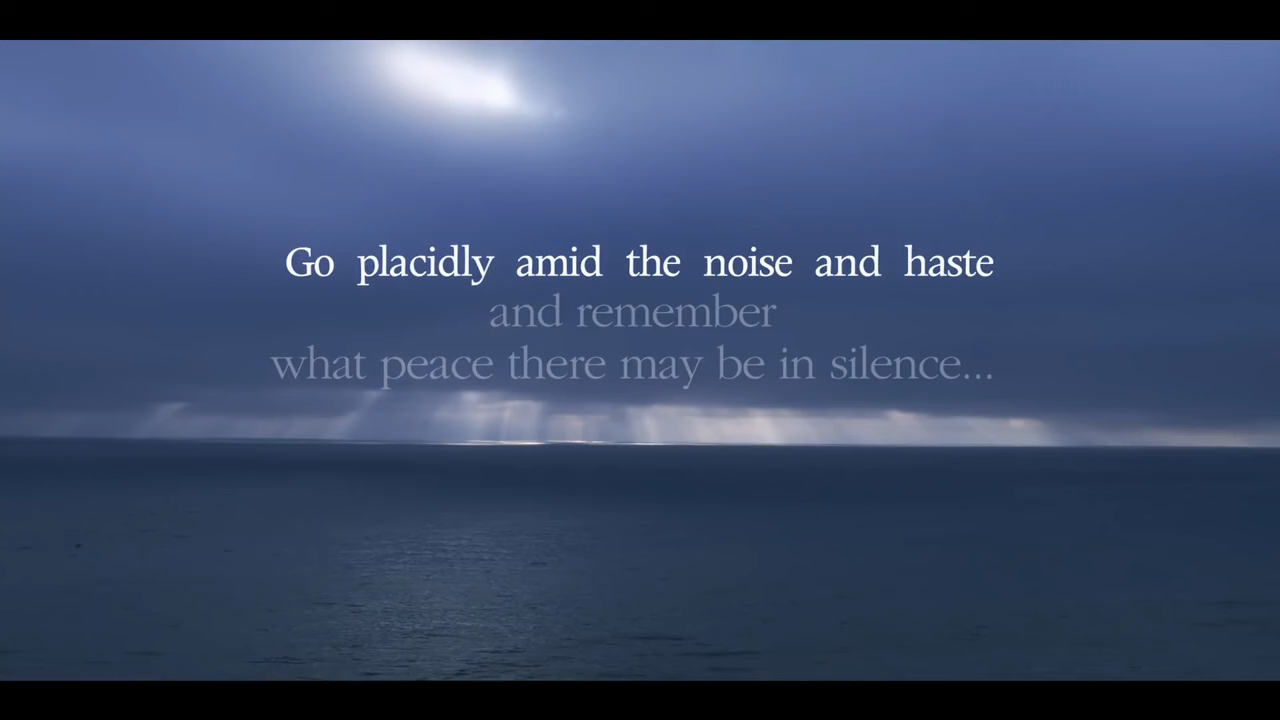 Go placidly amid the noise and haste
and remember
what peace there may be in silence...